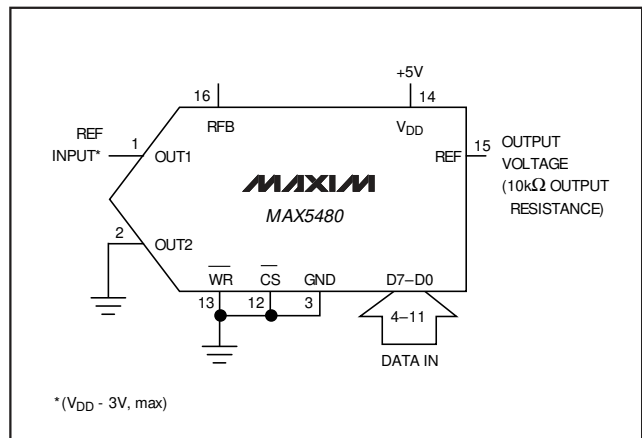 +5V
16
14
RFB
VDD
REF
INPUT*
1
OUT1
REF
15
OUTPUT
VOLTAGE
(10kΩ OUTPUT
RESISTANCE)
MAXIM
MAX5480
2
OUT2
WR
CS
GND
D7–D0
13
12
3
4–11
DATA IN
*(VDD - 3V, max)